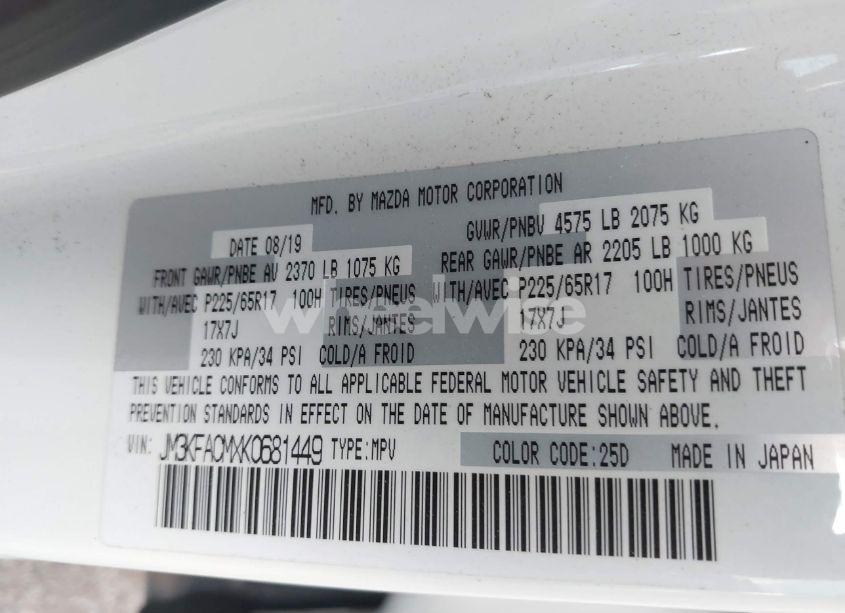 MFD. BY MAZDA MOTOR CORPORATION
DATE 08/19 GVWR/PNBV 4575 LB 2075 KG
FRONT GAWR/PNBE AV 2370 LB 1075 KG REAR GAWR/PNBE AR 2205 LB 1000 KG
WITH/AVEC P225/65R17 100H TIRES/PNEUS WITH/AVEC P225/65R17 100H TIRES/PNEUS
17X7J RIMS/JANTES 17X7J RIMS/JANTES
wheelwire
230 KPA/34 PSI COLD/A FROID 230 KPA/34 PSI COLD/A FROID
THIS VEHICLE CONFORMS TO ALL APPLICABLE FEDERAL MOTOR VEHICLE SAFETY AND THEFT
PREVENTION STANDARDS IN EFFECT ON THE DATE OF MANUFACTURE SHOWN ABOVE.
VIN: JM3KFACMXK0681449 TYPE:MPV COLOR CODE:25D MADE IN JAPAN